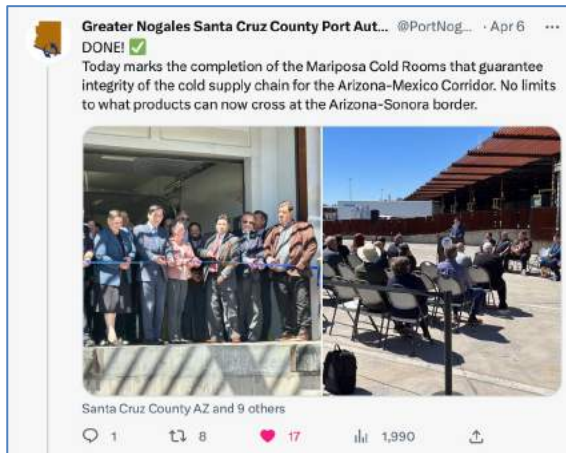 Greater Nogales Santa Cruz County Port Aut... @PortNog... · Apr 6 ...
DONE! ✅
Today marks the completion of the Mariposa Cold Rooms that guarantee
integrity of the cold supply chain for the Arizona-Mexico Corridor. No limits
to what products can now cross at the Arizona-Sonora border.
Santa Cruz County AZ and 9 others
1 8 17 1,990